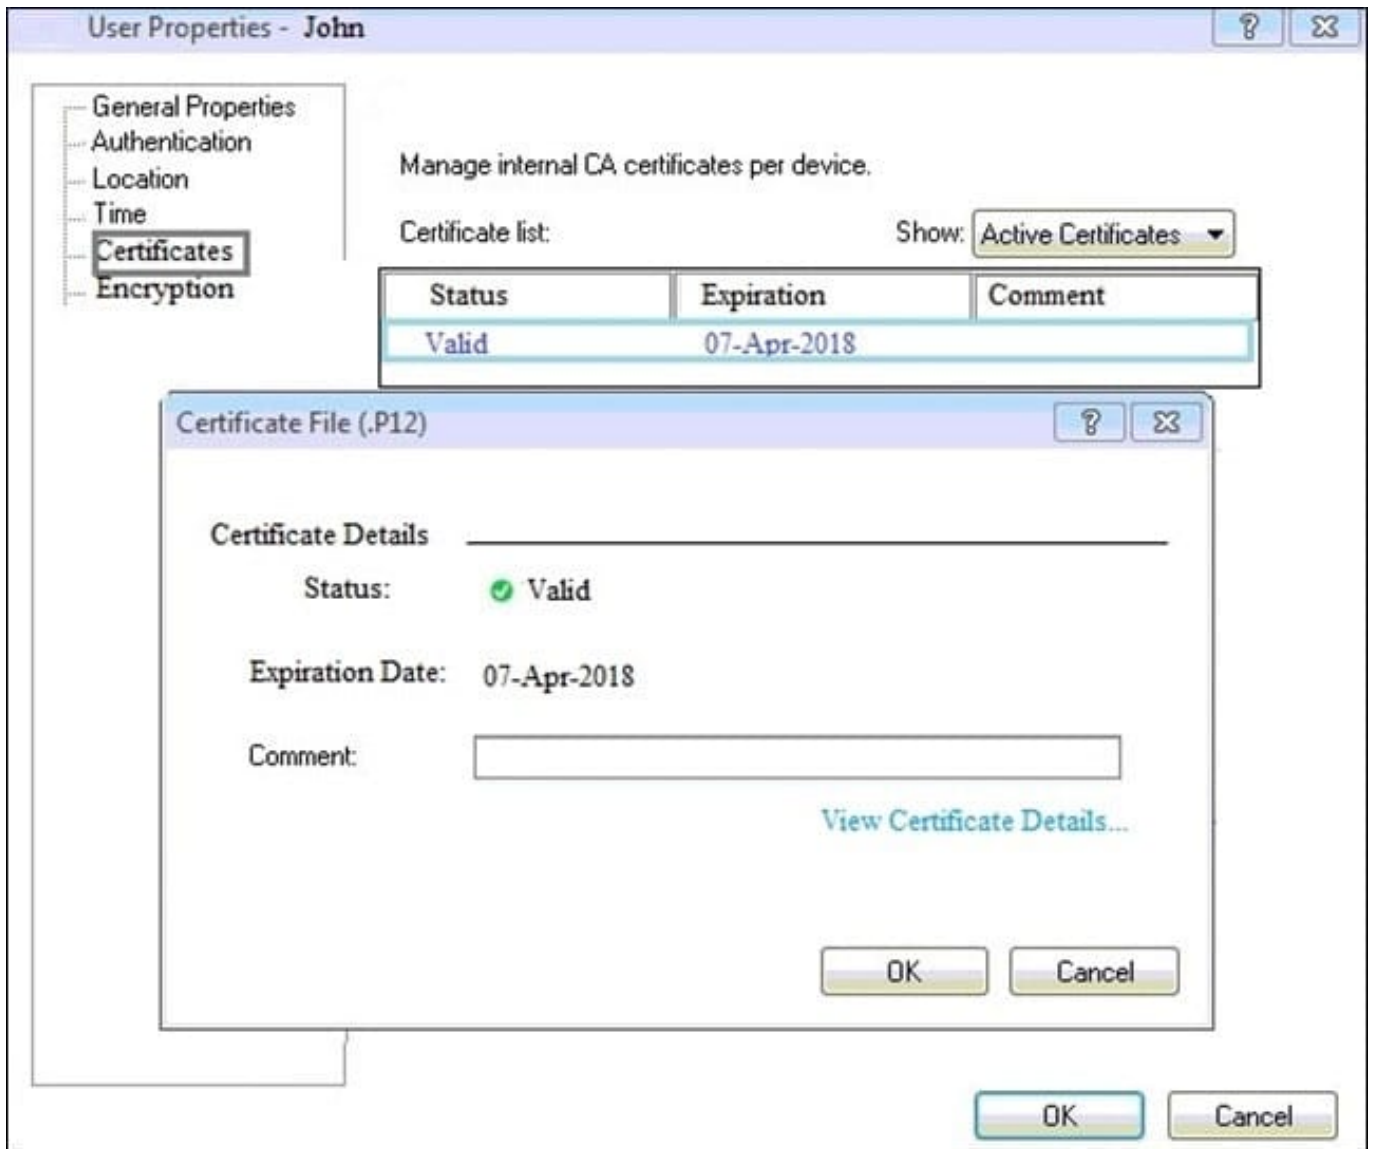 User Properties - John
General Properties
Authentication
Location
Time
Certificates
Encryption
Manage internal CA certificates per device.
Certificate list:
Show: Active Certificates
Status Expiration Comment
Valid 07-Apr-2018
Certificate File (.P12)
Certificate Details
Status: Valid
Expiration Date: 07-Apr-2018
Comment:
View Certificate Details...
OK Cancel
OK Cancel